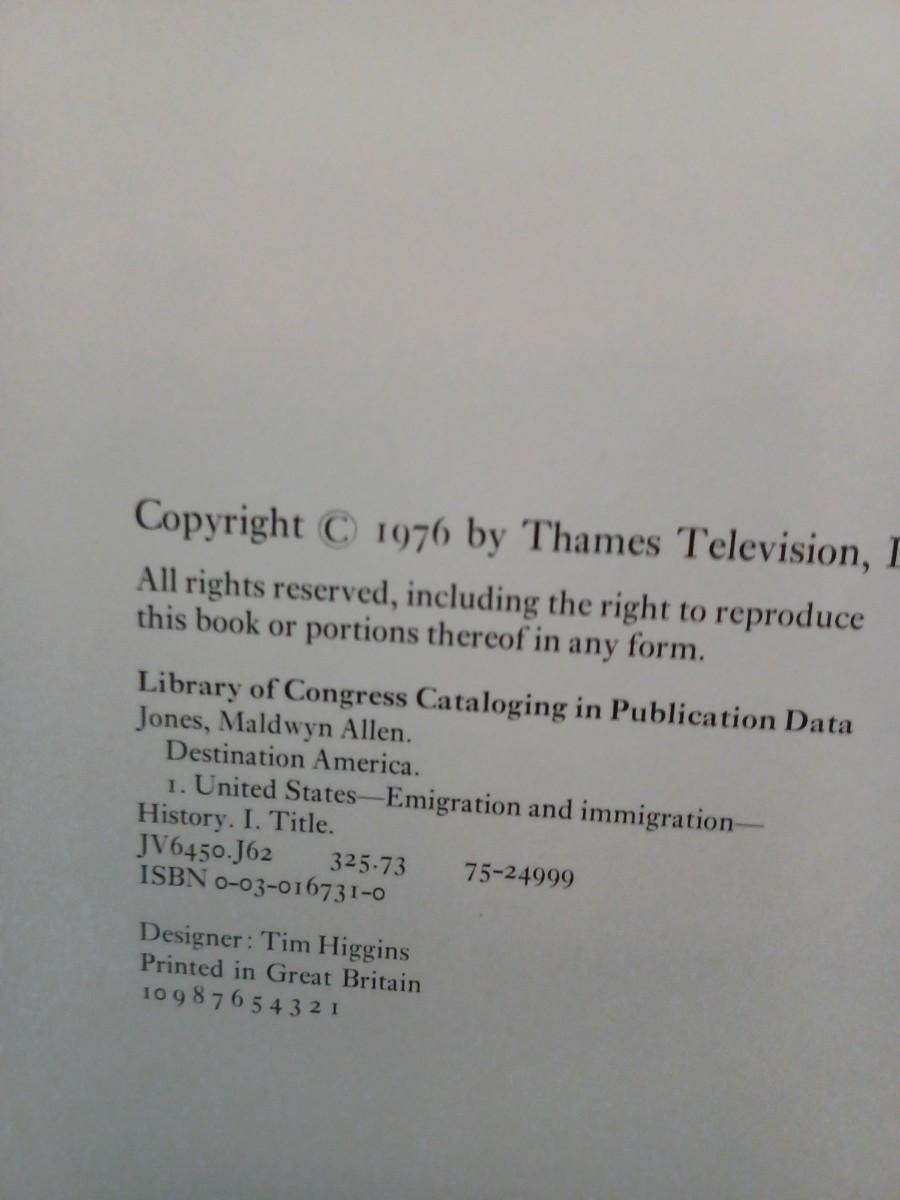 Copyright © 1976 by Thames Television,
All rights reserved, including the right to reproduce
this book or portions thereof in any form.
Library of Congress Cataloging in Publication Data
Jones, Maldwyn Allen.
Destination America.
1. United States—Emigration and immigration—
History. I. Title.
JV6450.J62 325.73 75-24999
ISBN 0-03-016731-0
Designer: Tim Higgins
Printed in Great Britain
10 9 8 7 6 5 4 3 2 1